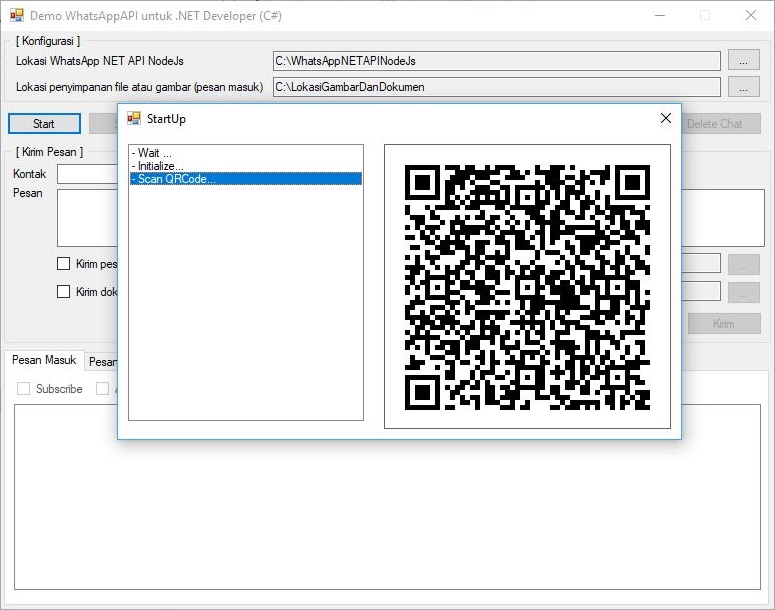 Demo WhatsAppAPI untuk .NET Developer (C#)
[ Konfigurasi ]
Lokasi WhatsApp NET API NodeJs
C:\WhatsAppNETAPINodeJs
...
Lokasi penyimpanan file atau gambar (pesan masuk)
C:\LokasiGambarDanDokumen
...
Start
Delete Chat
StartUp
- Wait ...
- Initialize...
- Scan QRCode...
[ Kirim Pesan ]
Kontak
Pesan
Kirim pes
...
Kirim dok
...
Kirim
Pesan Masuk
Pesan
Subscribe